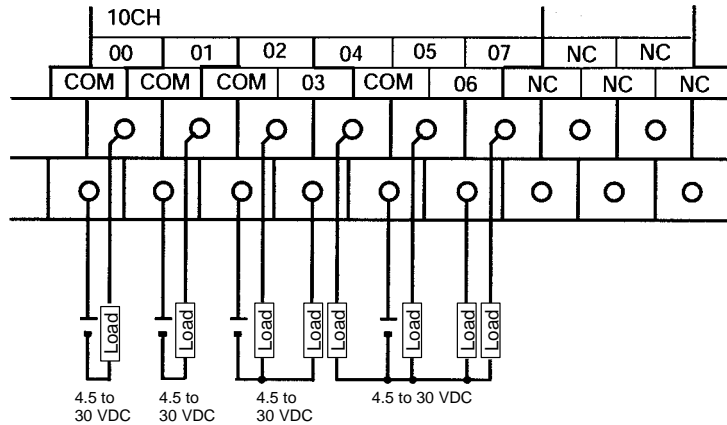 10CH
00 01 02 04 05 07 NC NC
COM COM COM 03 COM 06 NC NC NC
Load Load Load Load Load Load Load Load
4.5 to 30 VDC
4.5 to
30 VDC
4.5 to
30 VDC
4.5 to
30 VDC